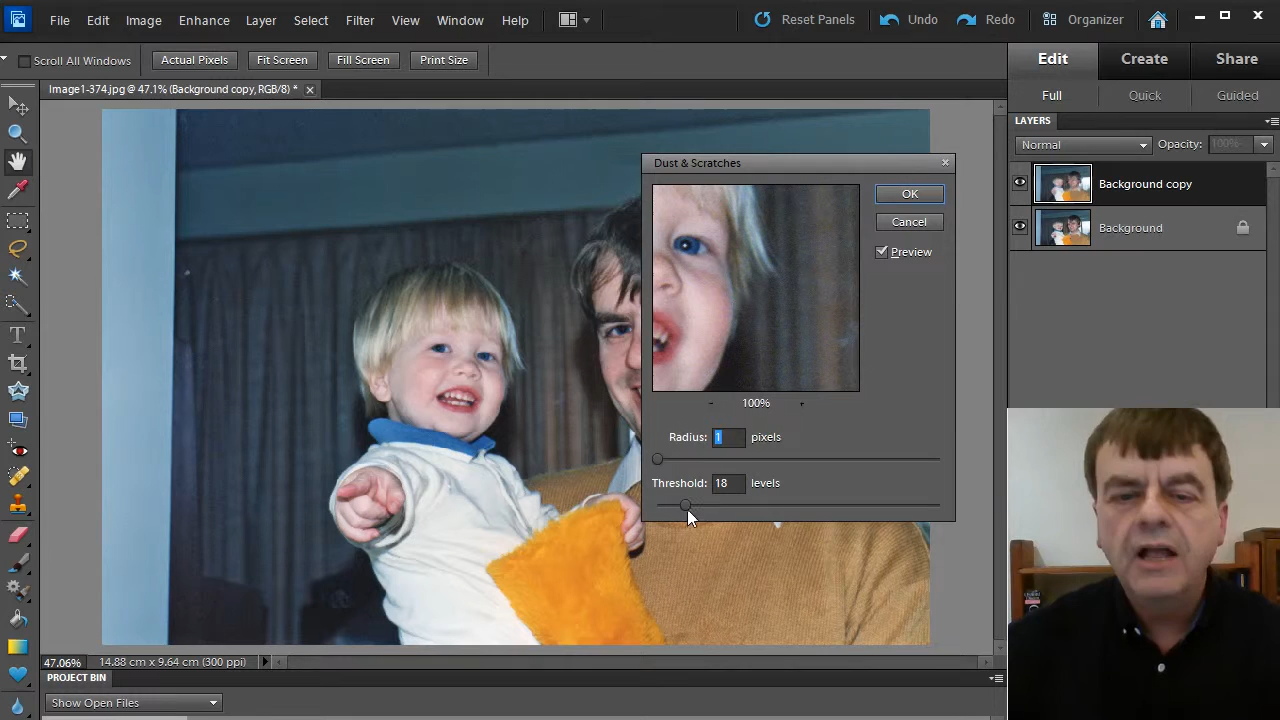 File Edit Image Enhance Layer Select Filter View Window Help
Reset Panels Undo Redo Organizer
Scroll All Windows Actual Pixels Fit Screen Fill Screen Print Size
Edit Create Share
Image1-374.jpg @ 47.1% (Background copy, RGB/8) *
Full Quick Guided
LAYERS
Normal Opacity: 100%
Dust & Scratches
Background copy
OK
Cancel
Background
Preview
100%
Radius: 1 pixels
Threshold: 18 levels
47.06% 14.88 cm x 9.64 cm (300 ppi)
PROJECT BIN
Show Open Files